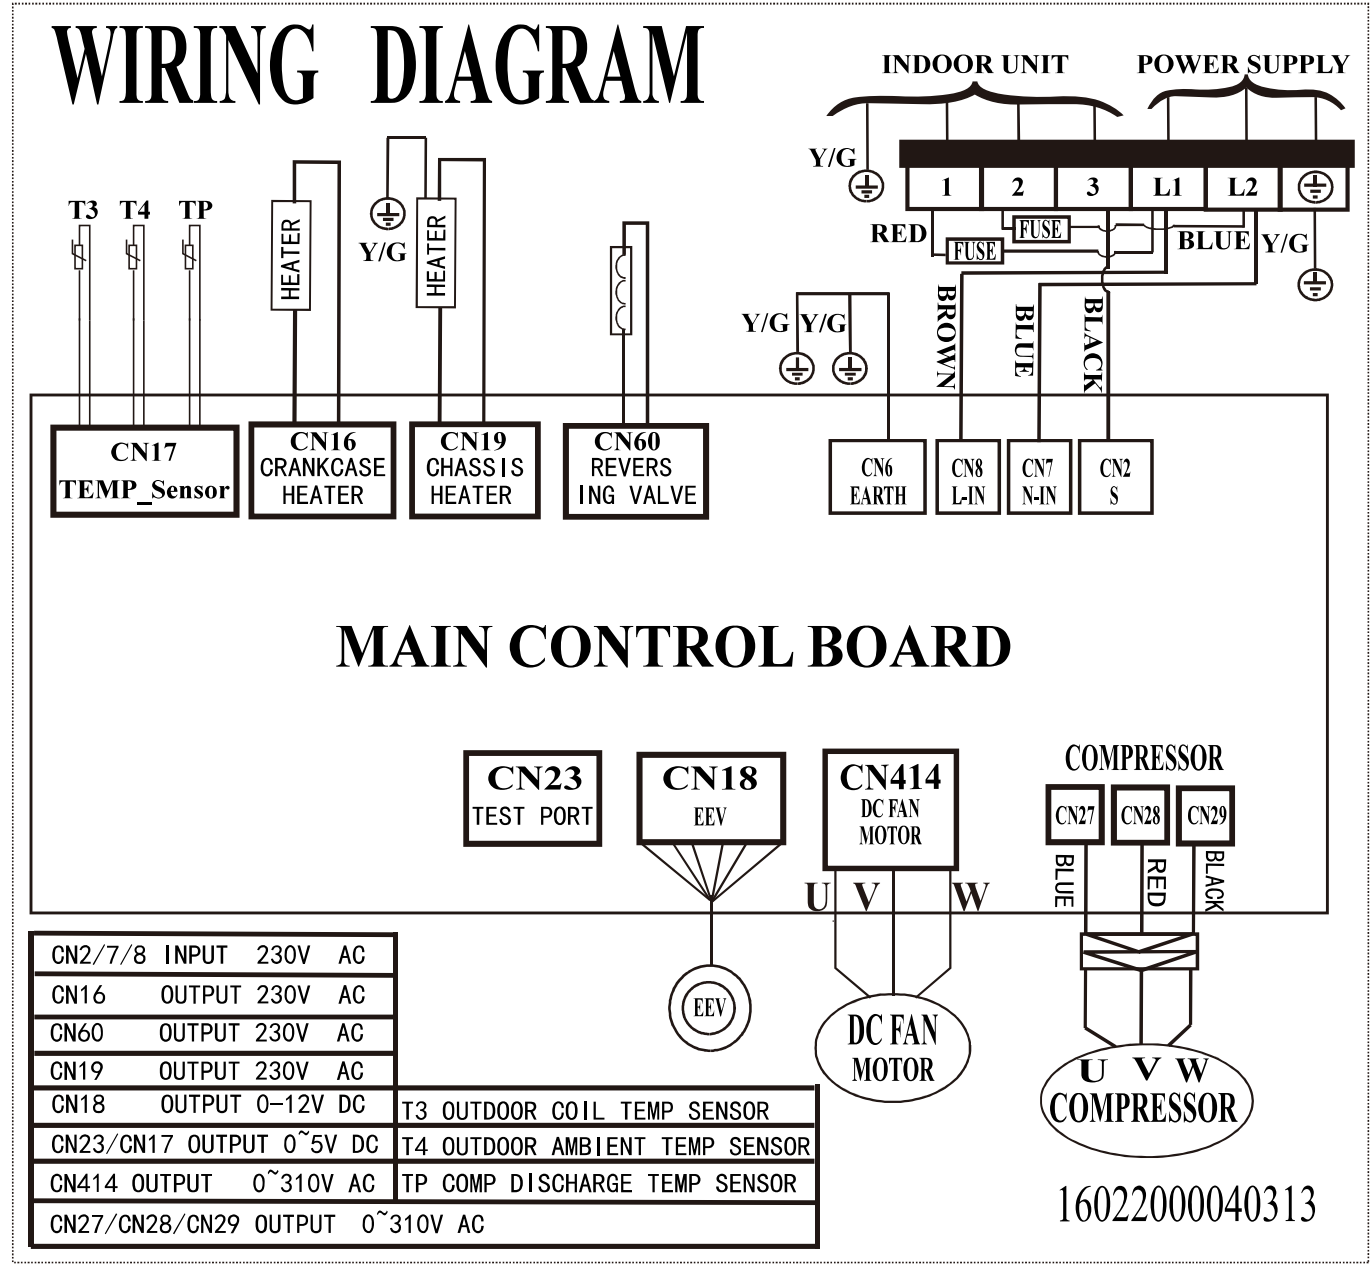 WIRING DIAGRAM
INDOOR UNIT POWER SUPPLY
Y/G
1 2 3 L1 L2
RED FUSE BLUE Y/G
FUSE
T3 T4 TP
HEATER
Y/G
HEATER
Y/G Y/G
BROWN
BLUE
BLACK
CN17
TEMP_Sensor
CN16
CRANKCASE
HEATER
CN19
CHASSIS
HEATER
CN60
REVERS
ING VALVE
CN6
EARTH
CN8
L-IN
CN7
N-IN
CN2
S
MAIN CONTROL BOARD
CN23
TEST PORT
CN18
EEV
CN414
DC FAN
MOTOR
COMPRESSOR
CN27 CN28 CN29
BLUE
RED
BLACK
U V W
EEV
DC FAN
MOTOR
U V W
COMPRESSOR
CN2/7/8 INPUT 230V AC
CN16 OUTPUT 230V AC
CN60 OUTPUT 230V AC
CN19 OUTPUT 230V AC
CN18 OUTPUT 0-12V DC T3 OUTDOOR COIL TEMP SENSOR
CN23/CN17 OUTPUT 0~5V DC T4 OUTDOOR AMBIENT TEMP SENSOR
CN414 OUTPUT 0~310V AC TP COMP DISCHARGE TEMP SENSOR
CN27/CN28/CN29 OUTPUT 0~310V AC
16022000040313